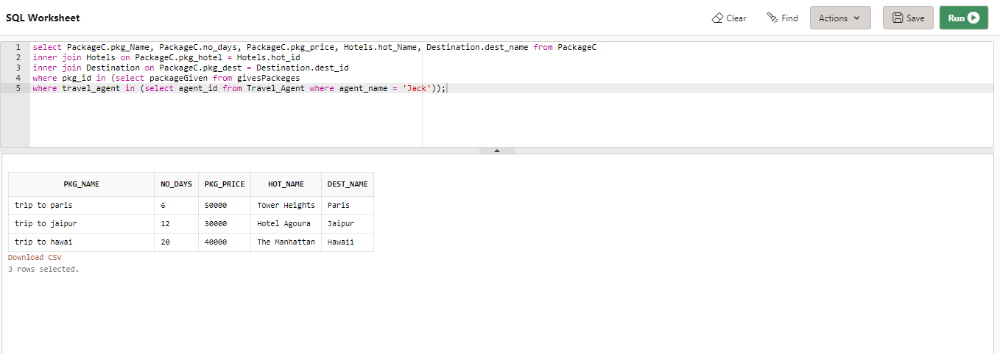 SQL Worksheet
Clear
Find
Actions
Save
Run
1 select PackageC.pkg_Name, PackageC.no_days, PackageC.pkg_price, Hotels.hot_Name, Destination.dest_name from PackageC
2 inner join Hotels on PackageC.pkg_hotel = Hotels.hot_id
3 inner join Destination on PackageC.pkg_dest = Destination.dest_id
4 where pkg_id in (select packageGiven from givesPackeges
5 where travel_agent in (select agent_id from Travel_Agent where agent_name = 'Jack'));
PKG_NAME NO_DAYS PKG_PRICE HOT_NAME DEST_NAME
trip to paris 6 50000 Tower Heights Paris
trip to jaipur 12 30000 Hotel Agoura Jaipur
trip to hawai 20 40000 The Manhattan Hawaii
Download CSV
3 rows selected.